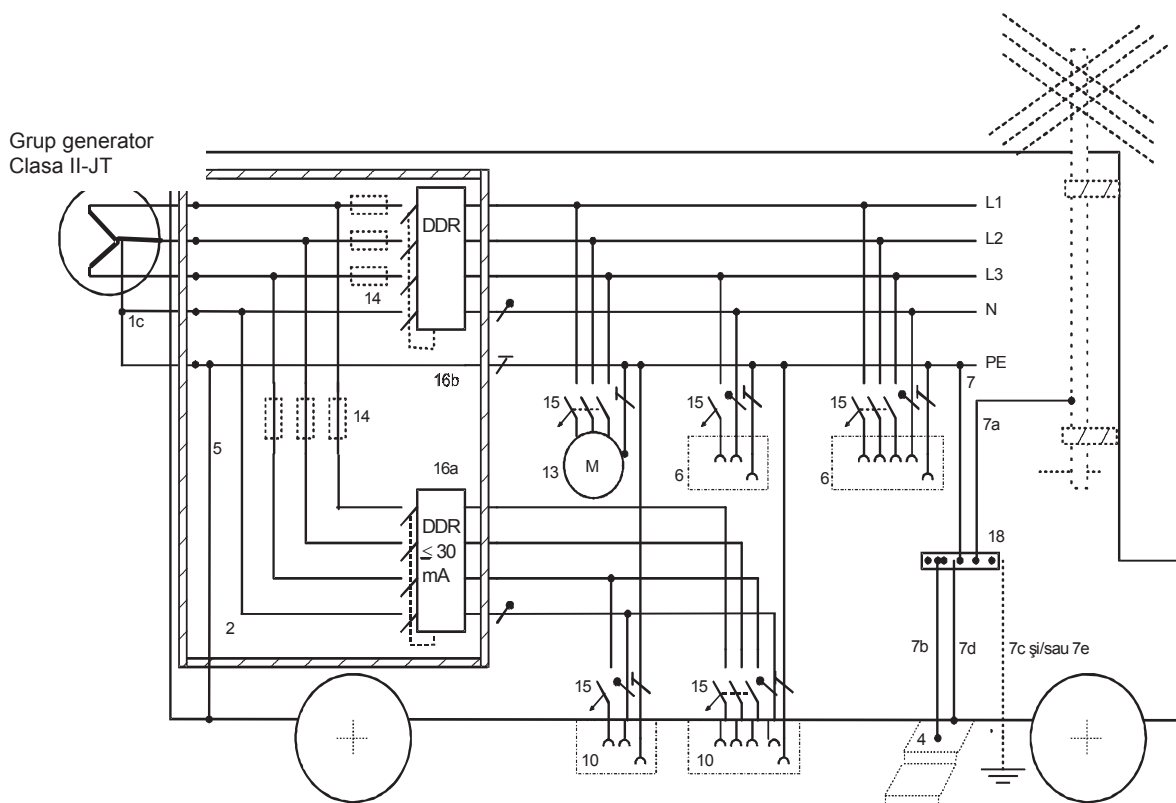 Grup generator
Clasa II-JT
L1
DDR
L2
L3
14
N
1c
PE
16b
7
15
15
15
7a
14
5
13
M
6
6
16a
DDR
≤ 30
mA
18
2
7b
7d
7c şi/sau 7e
15
15
4
10
10